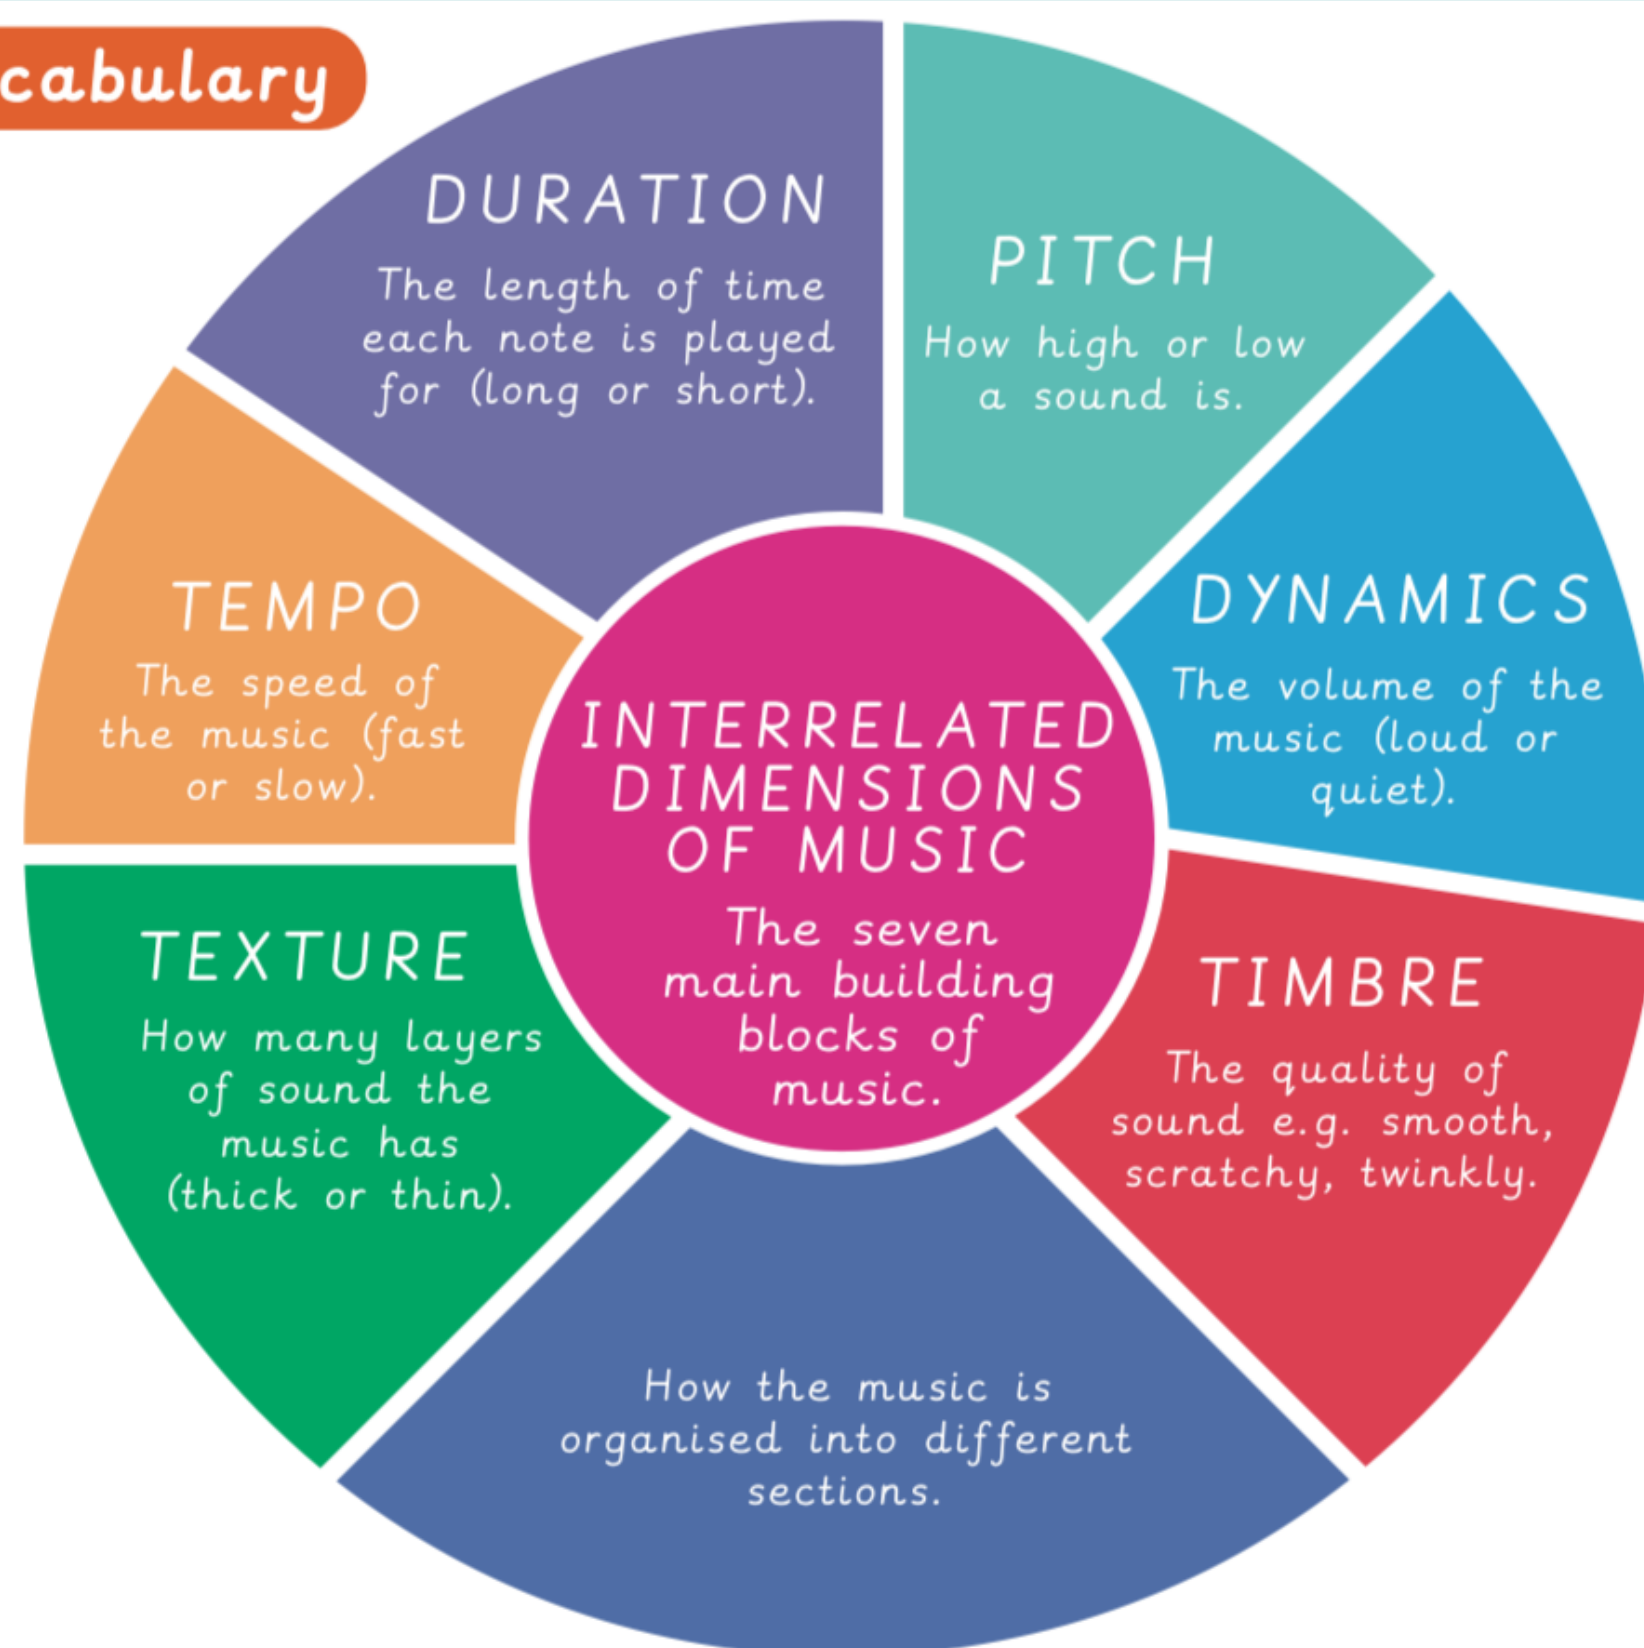 cabulary
DURATION
The length of time
each note is played
for (long or short).
PITCH
How high or low
a sound is.
DYNAMICS
The volume of the
music (loud or
quiet).
TIMBRE
The quality of
sound e.g. smooth,
scratchy, twinkly.
How the music is
organised into different
sections.
TEXTURE
How many layers
of sound the
music has
(thick or thin).
TEMPO
The speed of
the music (fast
or slow).
INTERRELATED
DIMENSIONS
OF MUSIC
The seven
main building
blocks of
music.